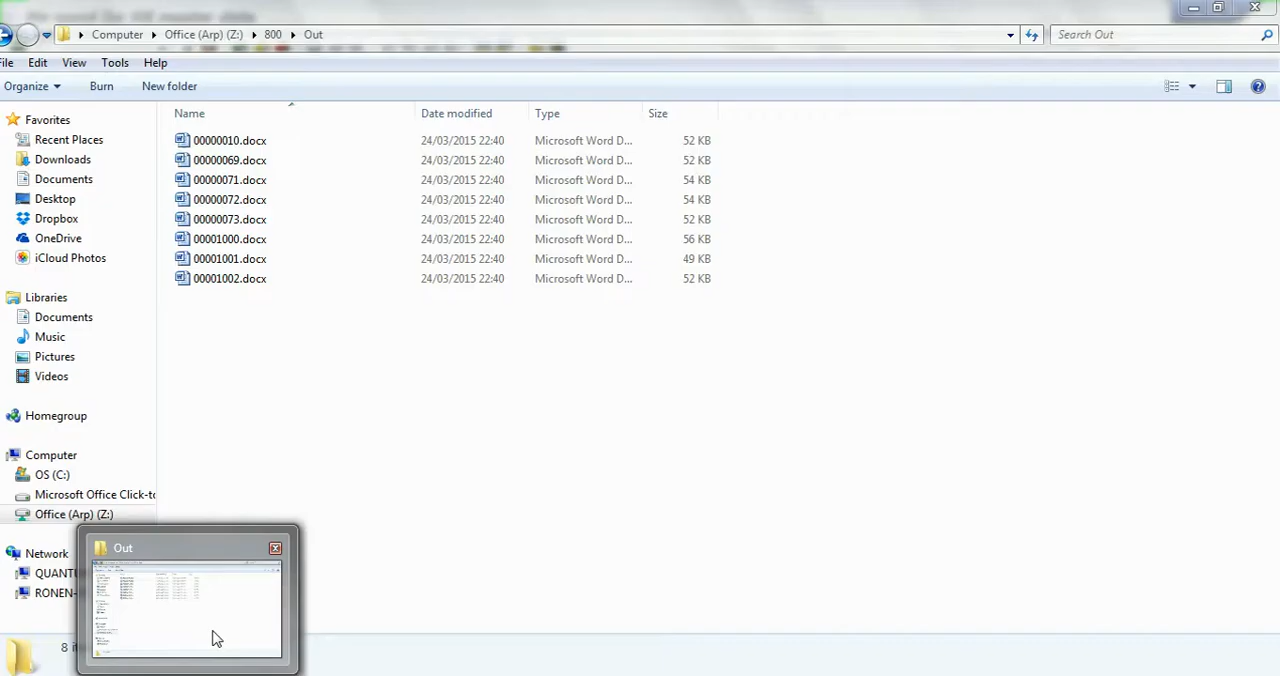 Computer Office (Arp) (Z:) 800 Out
Search Out
File Edit View Tools Help
Organize Burn New folder
Name Date modified Type Size
00000010.docx 24/03/2015 22:40 Microsoft Word D... 52 KB
00000069.docx 24/03/2015 22:40 Microsoft Word D... 52 KB
00000071.docx 24/03/2015 22:40 Microsoft Word D... 54 KB
00000072.docx 24/03/2015 22:40 Microsoft Word D... 54 KB
00000073.docx 24/03/2015 22:40 Microsoft Word D... 52 KB
00001000.docx 24/03/2015 22:40 Microsoft Word D... 56 KB
00001001.docx 24/03/2015 22:40 Microsoft Word D... 49 KB
00001002.docx 24/03/2015 22:40 Microsoft Word D... 52 KB
Favorites
Recent Places
Downloads
Documents
Desktop
Dropbox
OneDrive
iCloud Photos
Libraries
Documents
Music
Pictures
Videos
Homegroup
Computer
OS (C:)
Microsoft Office Click-to
Office (Arp) (Z:)
Network
QUANTU
RONEN-
Out
8